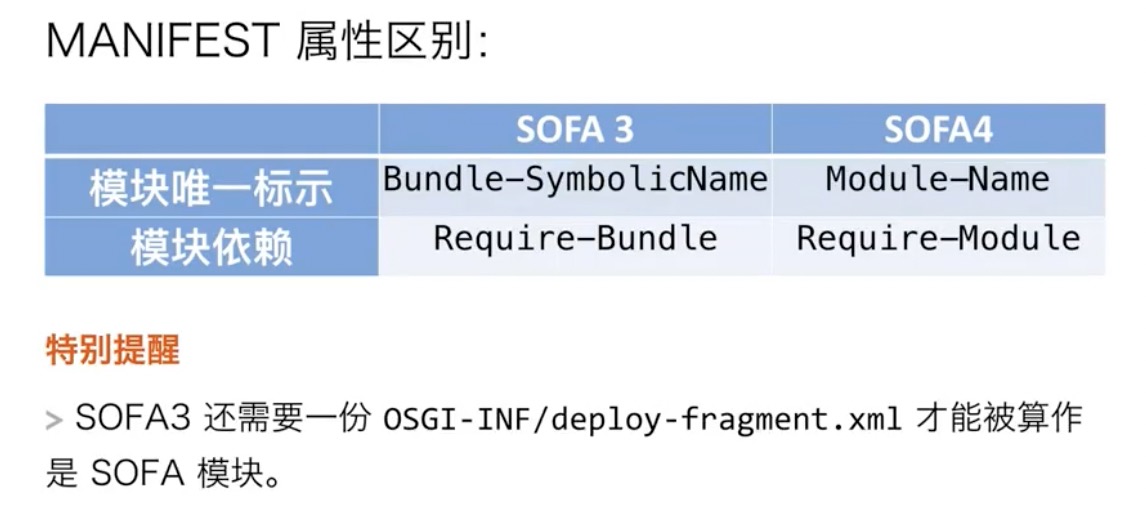 MANIFEST 属性区别:
SOFA 3 SOFA4
模块唯一标示 Bundle-SymbolicName Module-Name
模块依赖 Require-Bundle Require-Module
特别提醒
> SOFA3 还需要一份 OSGI-INF/deploy-fragment.xml 才能被算作
是 SOFA 模块。